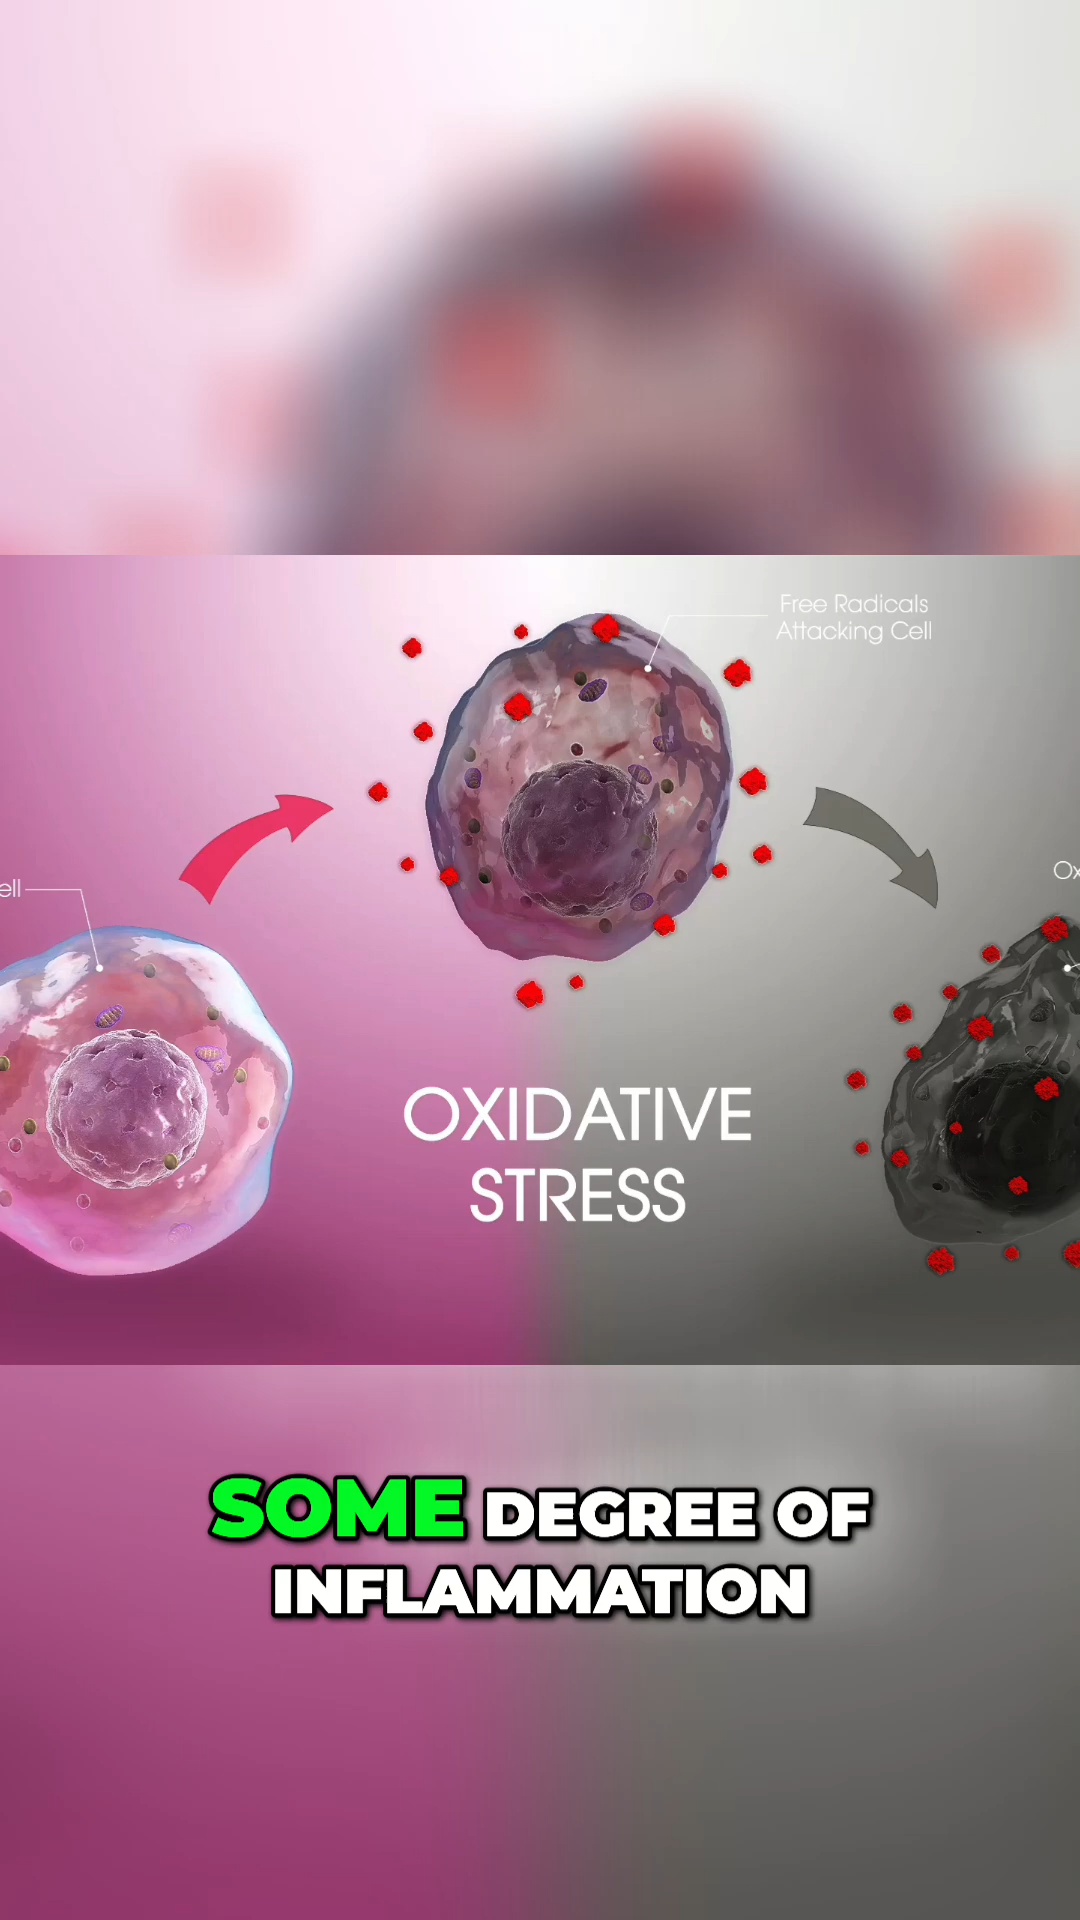 Free Radicals
Attacking Cell
OXIDATIVE
STRESS
SOME DEGREE OF
INFLAMMATION